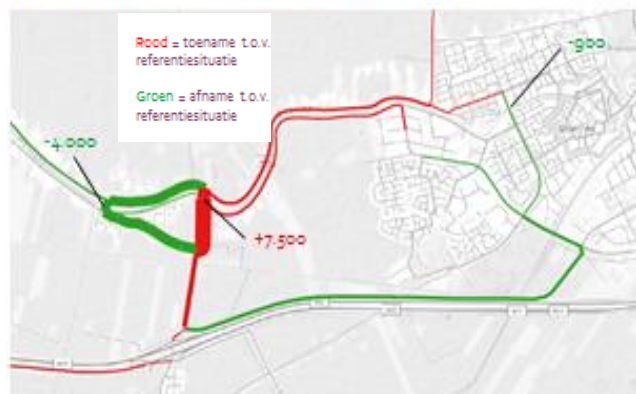 Rood = toename t.o.v.
referentiesituatie
Groen = afname t.o.v.
referentiesituatie
-900.
-4.000
+7.500